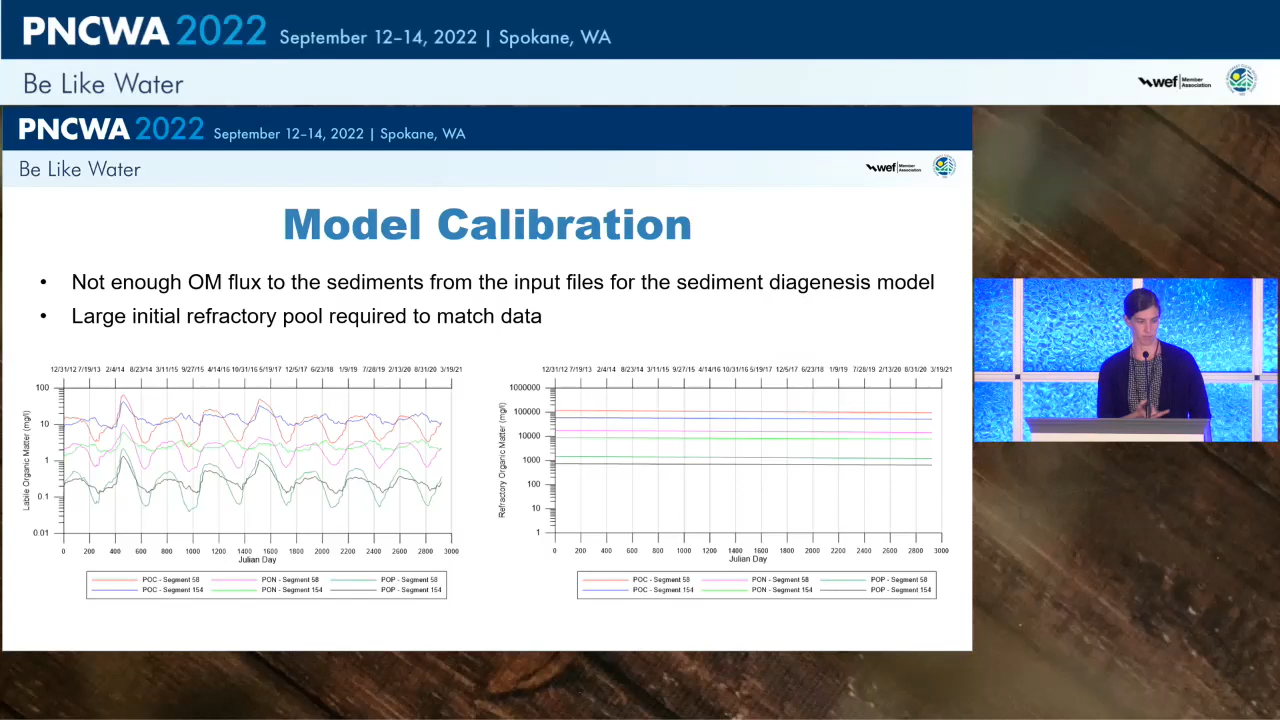 PNCWA 2022 September 12–14, 2022 | Spokane, WA
Be Like Water
wef Member Association
PNCWA 2022 September 12–14, 2022 | Spokane, WA
Be Like Water
wef Member Association
Model Calibration
• Not enough OM flux to the sediments from the input files for the sediment diagenesis model
• Large initial refractory pool required to match data
12/31/12 7/19/13 2/4/14 8/23/14 3/11/15 9/27/15 4/14/16 10/31/16 5/19/17 12/5/17 6/23/18 1/9/19 7/28/19 2/13/20 8/31/20 3/19/21
100
10
1
0.1
0.01
Labile Organic Matter (mg/l)
0 200 400 600 800 1000 1200 1400 1600 1800 2000 2200 2400 2600 2800 3000
Julian Day
POC - Segment 58 PON - Segment 58 POP - Segment 58
POC - Segment 154 PON - Segment 154 POP - Segment 154
12/31/12 7/19/13 2/4/14 8/23/14 3/11/15 9/27/15 4/14/16 10/31/16 5/19/17 12/5/17 6/23/18 1/9/19 7/28/19 2/13/20 8/31/20 3/19/21
1000000
100000
10000
1000
100
10
1
Refractory Organic Matter (mg/l)
0 200 400 600 800 1000 1200 1400 1600 1800 2000 2200 2400 2600 2800 3000
Julian Day
POC - Segment 58 PON - Segment 58 POP - Segment 58
POC - Segment 154 PON - Segment 154 POP - Segment 154